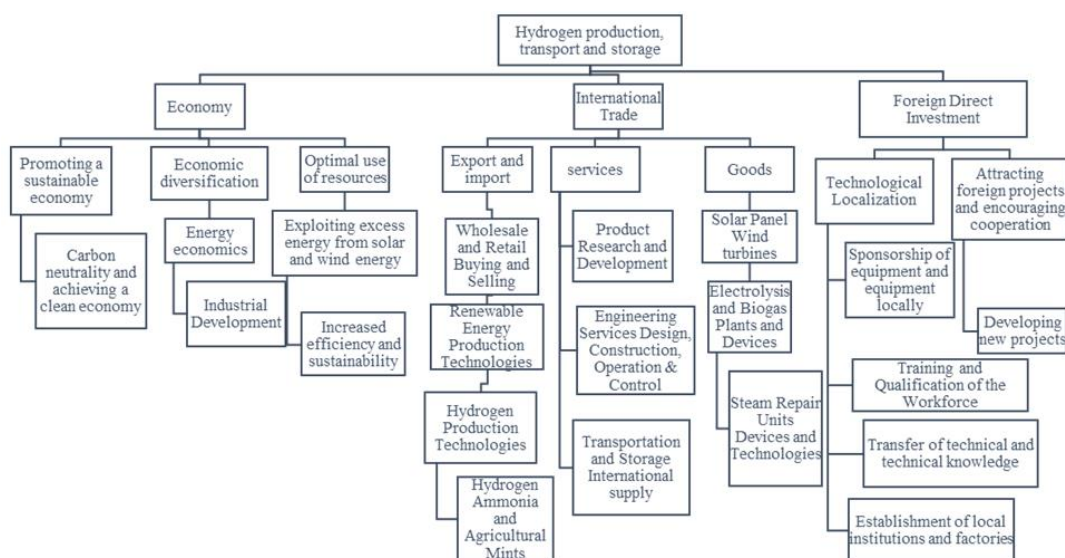 Hydrogen production,
transport and storage
Economy
International
Trade
Foreign Direct
Investment
Promoting a
sustainable
economy
Carbon
neutrality and
achieving a
clean economy
Economic
diversification
Energy
economics
Industrial
Development
Optimal use
of resources
Exploiting excess
energy from solar
and wind energy
Increased
efficiency and
sustainability
Export and
import
Wholesale
and Retail
Buying and
Selling
Renewable
Energy
Production
Technologies
Hydrogen
Production
Technologies
Hydrogen
Ammonia
and
Agricultural
Mints
services
Product
Research and
Development
Engineering
Services Design,
Construction,
Operation &
Control
Transportation
and Storage
International
supply
Goods
Solar Panel
Wind
turbines
Electrolysis
and Biogas
Plants and
Devices
Steam Repair
Units
Devices and
Technologies
Technological
Localization
Sponsorship of
equipment and
equipment
locally
Training and
Qualification of the
Workforce
Transfer of technical and
technical knowledge
Establishment of local
institutions and factories
Attracting
foreign projects
and encouraging
cooperation
Developing
new projects